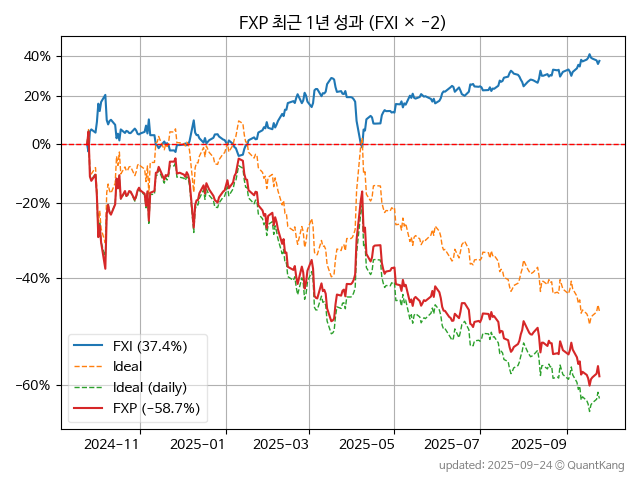 FXP 최근 1년 성과 (FXI × −2)
40%
20%
0%
−20%
−40%
−60%
FXI (37.4%)
Ideal
Ideal (daily)
FXP (−58.7%)
2024−11
2025−01
2025−03
2025−05
2025−07
2025−09
updated: 2025−09−24 © QuantKang